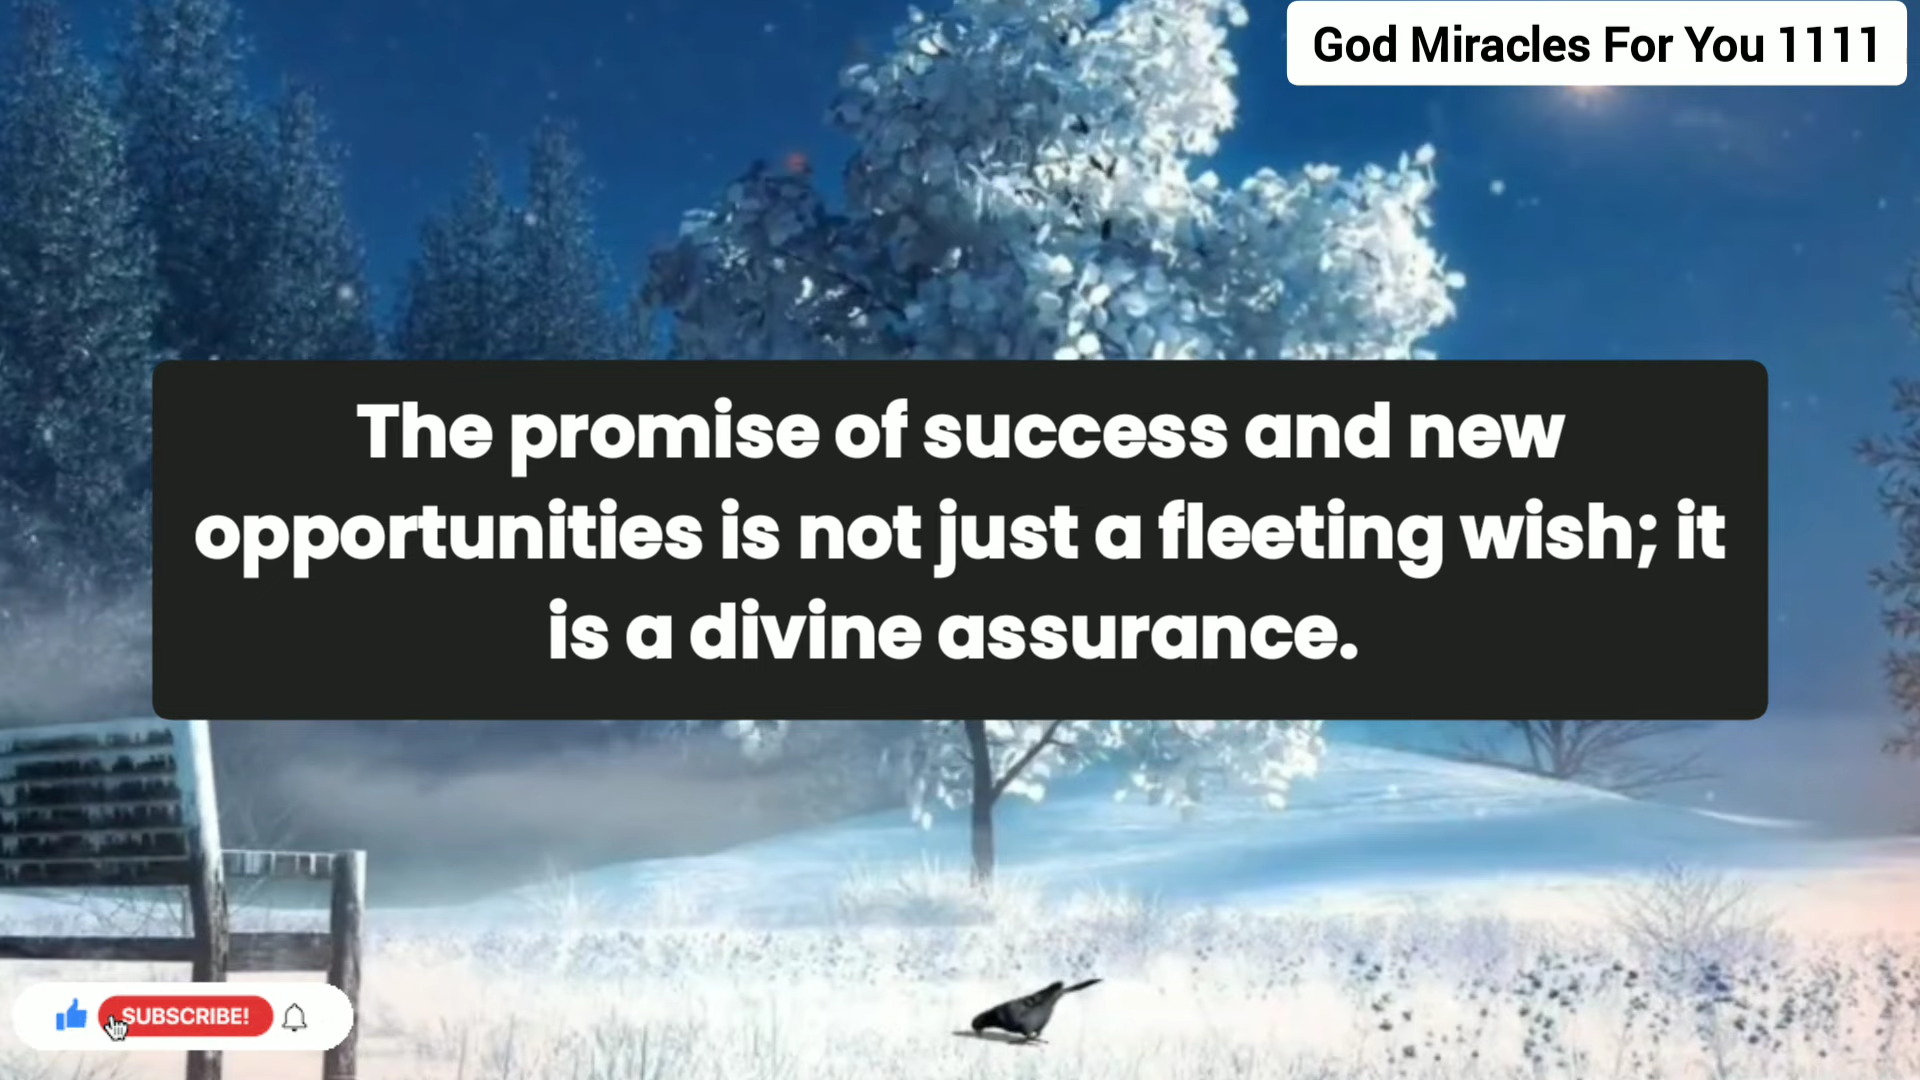 God Miracles For You 1111
The promise of success and new
opportunities is not just a fleeting wish; it
is a divine assurance.
SUBSCRIBE!